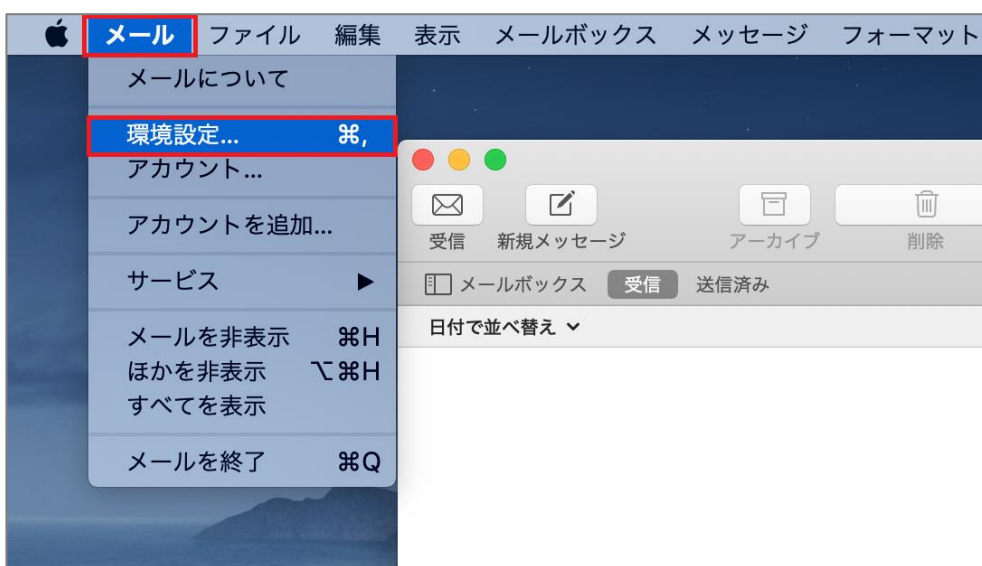 メール ファイル 編集 表示 メールボックス メッセージ フォーマット
メールについて
環境設定... ⌘,
アカウント...
アカウントを追加...
サービス ▶
メールを非表示 ⌘H
ほかを非表示 ⌥⌘H
すべてを表示
メールを終了 ⌘Q
受信 新規メッセージ アーカイブ 削除
メールボックス 受信 送信済み
日付で並べ替え